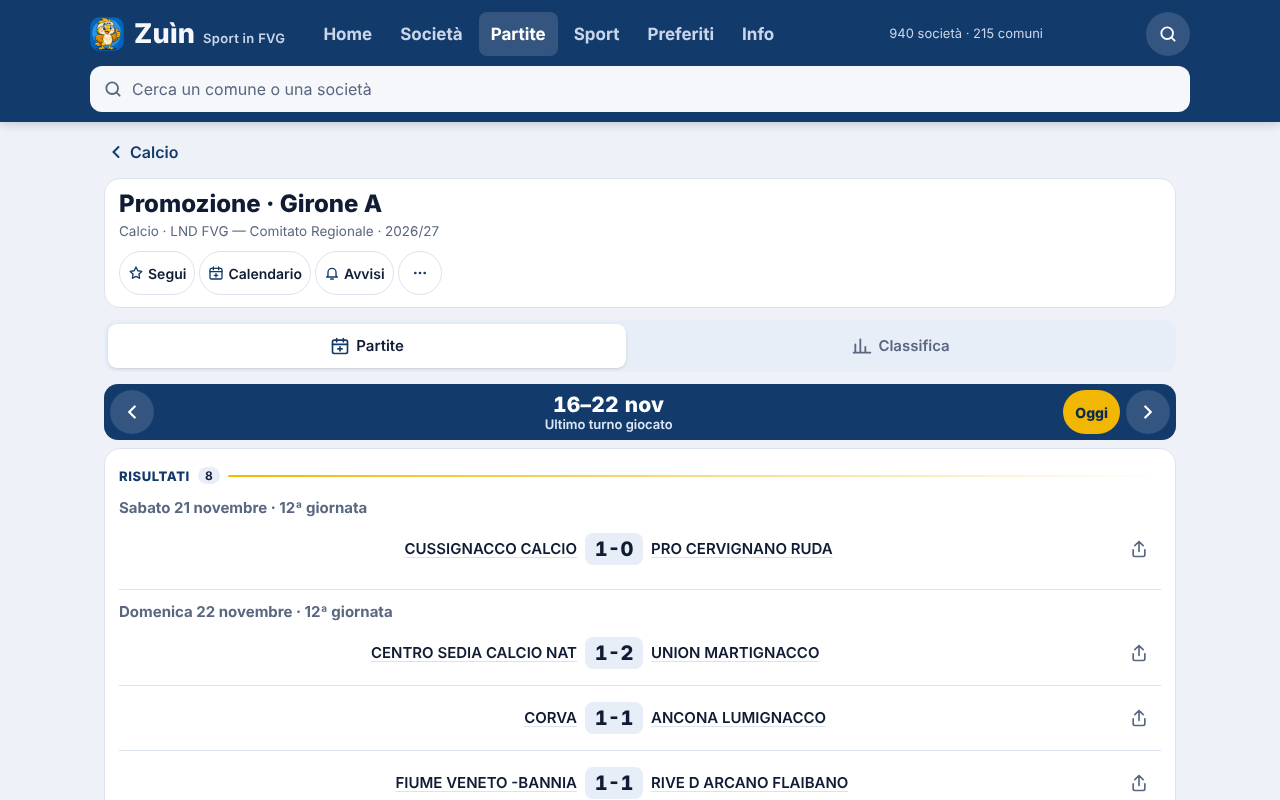 Zuìn Sport in FVG
Home Società Partite Sport Preferiti Info
940 società · 215 comuni
Cerca un comune o una società
Calcio
Promozione · Girone A
Calcio · LND FVG — Comitato Regionale · 2026/27
Segui Calendario Avvisi ···
Partite Classifica
16–22 nov
Ultimo turno giocato
Oggi
RISULTATI 8
Sabato 21 novembre · 12ª giornata
CUSSIGNACCO CALCIO 1-0 PRO CERVIGNANO RUDA
Domenica 22 novembre · 12ª giornata
CENTRO SEDIA CALCIO NAT 1-2 UNION MARTIGNACCO
CORVA 1-1 ANCONA LUMIGNACCO
FIUME VENETO -BANNIA 1-1 RIVE D ARCANO FLAIBANO